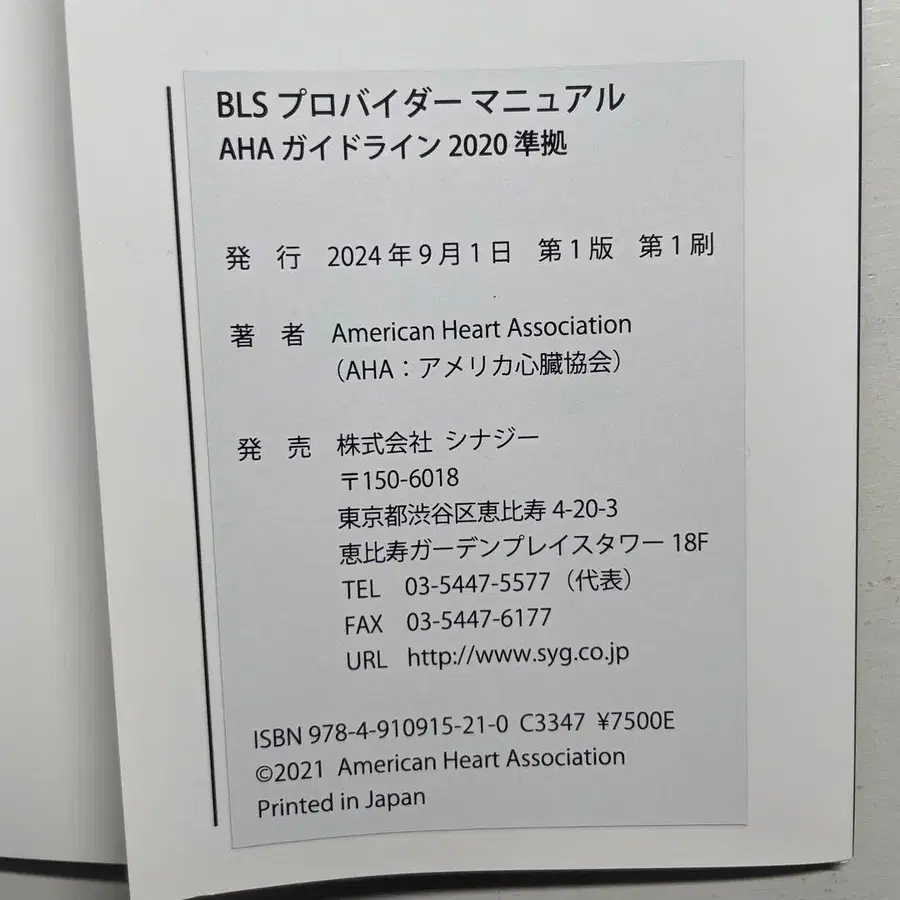 BLS プロバイダー マニュアル
AHA ガイドライン 2020 準拠
発 行 2024 年 9 月 1 日 第 1 版 第 1 刷
著 者 American Heart Association
（AHA：アメリカ心臓協会）
発 売 株式会社 シナジー
〒150-6018
東京都渋谷区恵比寿 4-20-3
恵比寿ガーデンプレイスタワー 18F
TEL 03-5447-5577（代表）
FAX 03-5447-6177
URL http://www.syg.co.jp
ISBN 978-4-910915-21-0 C3347 ¥7500E
©2021 American Heart Association
Printed in Japan